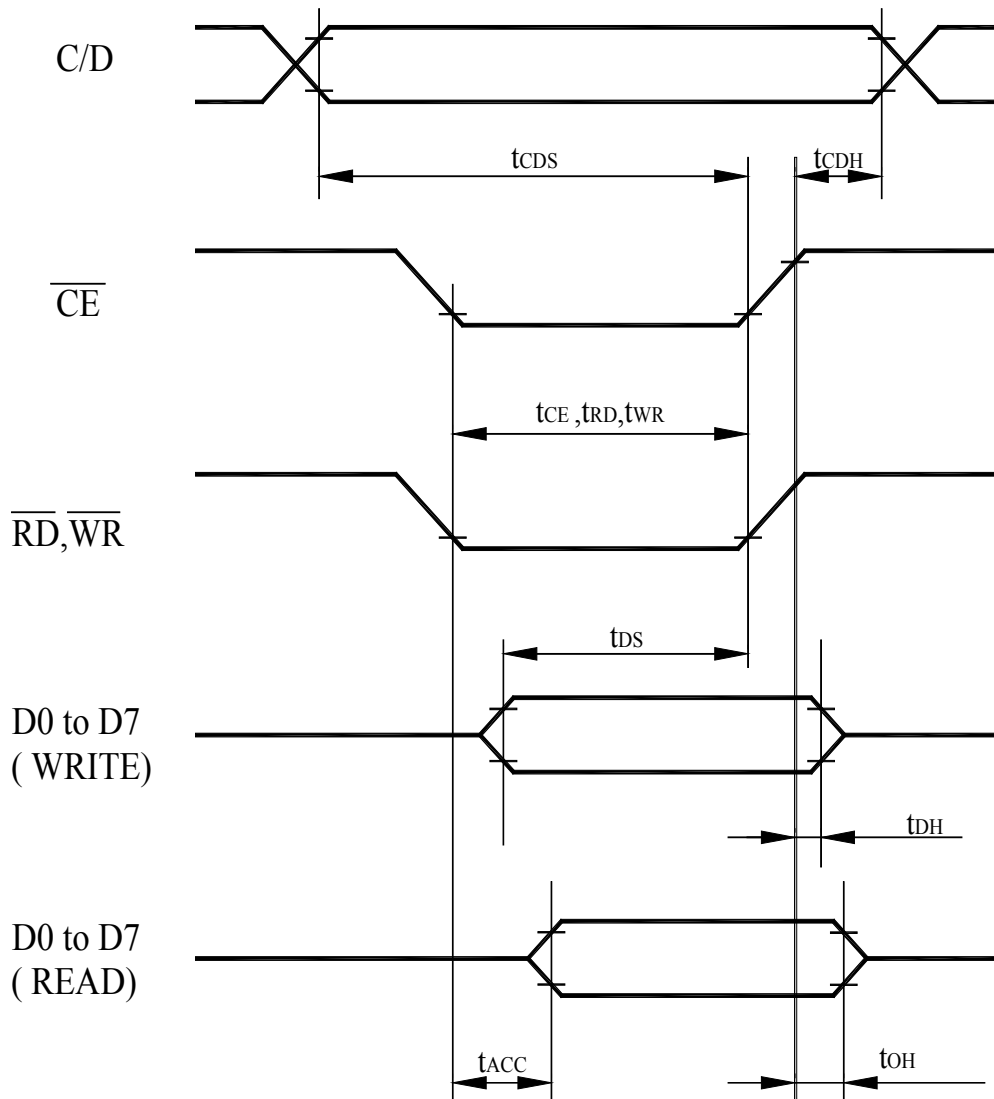 C/D
tCDS
tCDH
CE
tCE ,tRD,tWR
RD,WR
tDS
D0 to D7
( WRITE)
tDH
D0 to D7
( READ)
tACC
tOH